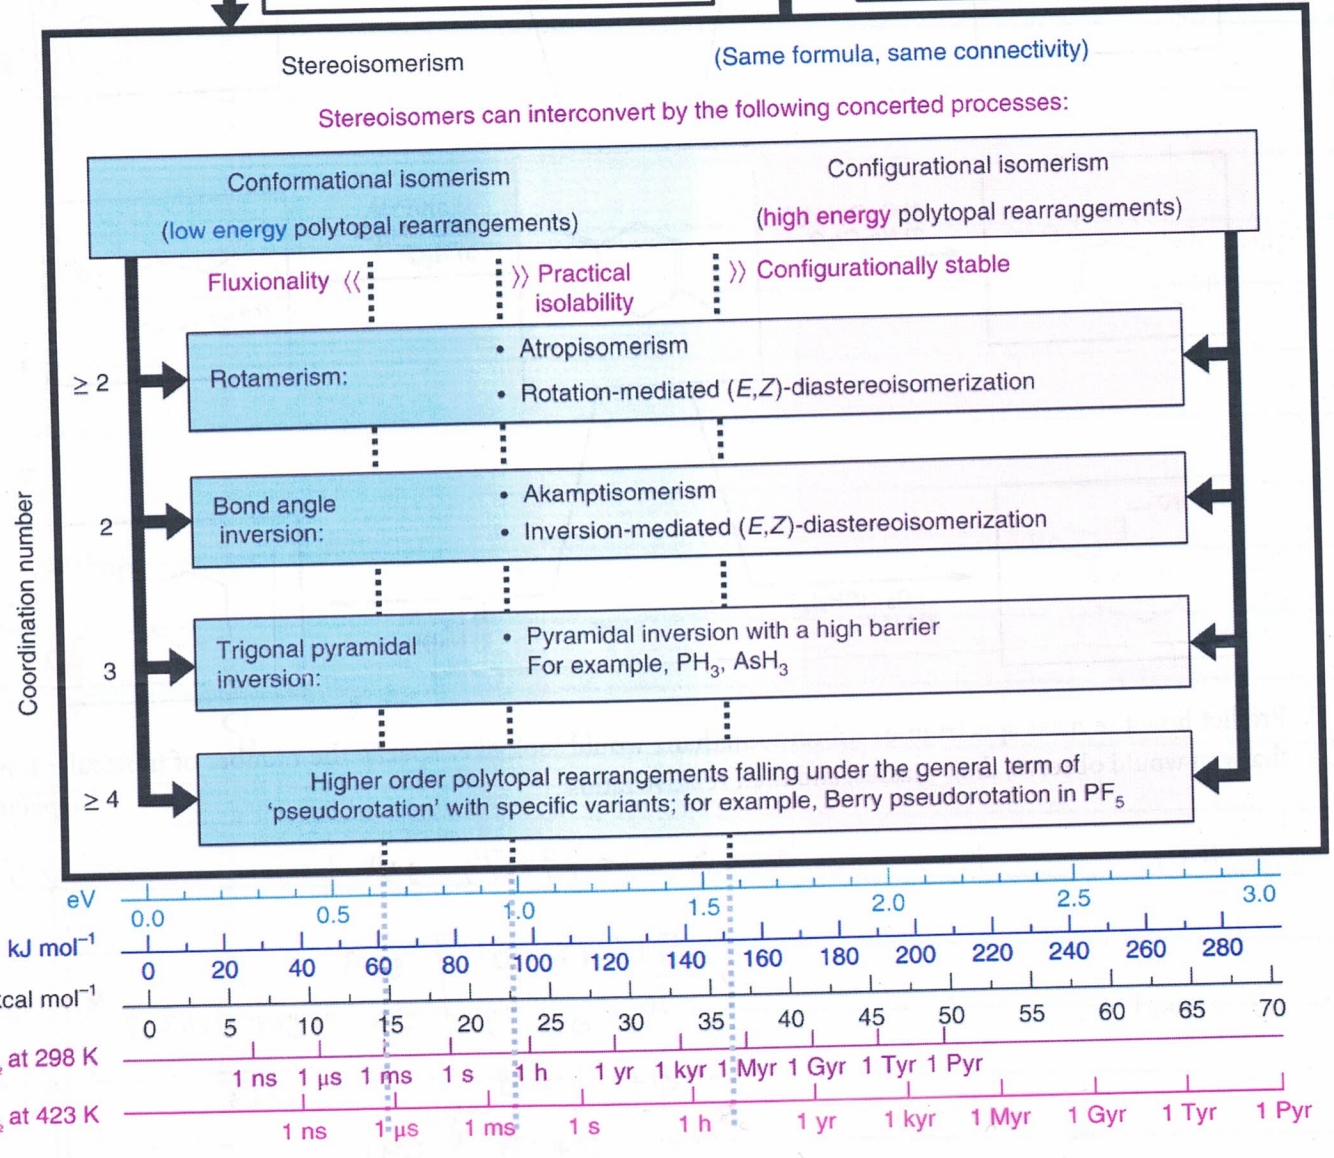 Stereoisomerism
(Same formula, same connectivity)
Stereoisomers can interconvert by the following concerted processes:
Conformational isomerism
(low energy polytopal rearrangements)
Configurational isomerism
(high energy polytopal rearrangements)
Fluxionality ⟨⟨
⟩⟩ Practical
isolability
⟩⟩ Configurationally stable
Coordination number
≥ 2
Rotamerism:
• Atropisomerism
• Rotation-mediated (E,Z)-diastereoisomerization
2
Bond angle
inversion:
• Akamptisomerism
• Inversion-mediated (E,Z)-diastereoisomerization
3
Trigonal pyramidal
inversion:
• Pyramidal inversion with a high barrier
For example, PH₃, AsH₃
≥ 4
Higher order polytopal rearrangements falling under the general term of
‘pseudorotation’ with specific variants; for example, Berry pseudorotation in PF₅
eV
0.0 0.5 1.0 1.5 2.0 2.5 3.0
kJ mol⁻¹
0 20 40 60 80 100 120 140 160 180 200 220 240 260 280
cal mol⁻¹
0 5 10 15 20 25 30 35 40 45 50 55 60 65 70
at 298 K
1 ns 1 μs 1 ms 1 s 1 h 1 yr 1 kyr 1 Myr 1 Gyr 1 Tyr 1 Pyr
at 423 K
1 ns 1 μs 1 ms 1 s 1 h 1 yr 1 kyr 1 Myr 1 Gyr 1 Tyr 1 Pyr